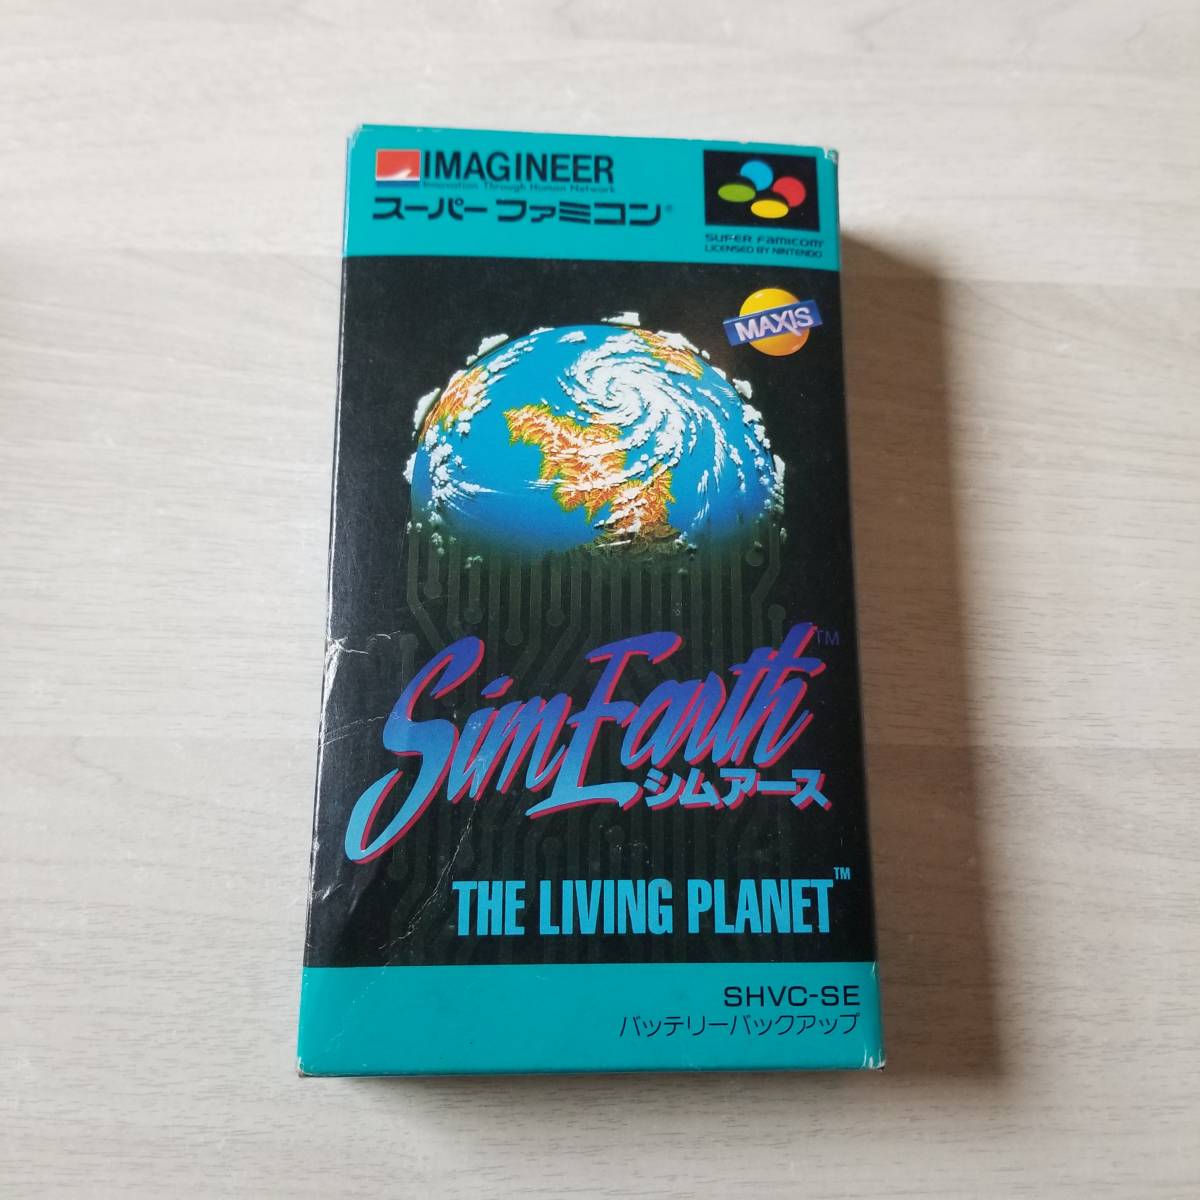 IMAGINEER
Innovation Through Human Network
スーパーファミコン®
SUPER FAMICOM
LICENSED BY NINTENDO
MAXIS
SimEarth™
シムアース
THE LIVING PLANET™
SHVC-SE
バッテリーバックアップ